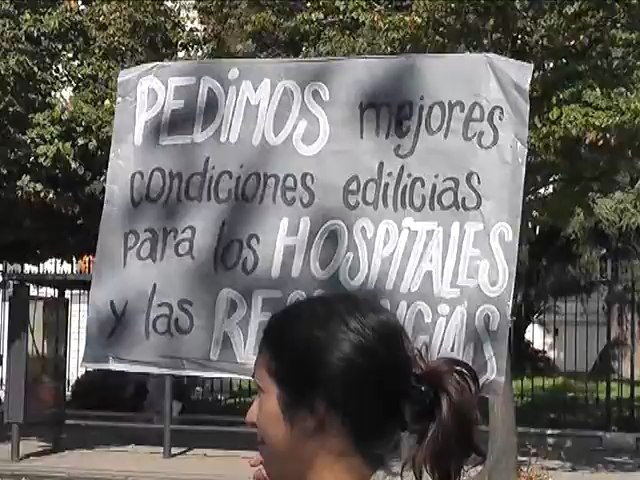 PEDiMOS mejores
condiciones edilicias
para los HOSPiTALES
y las